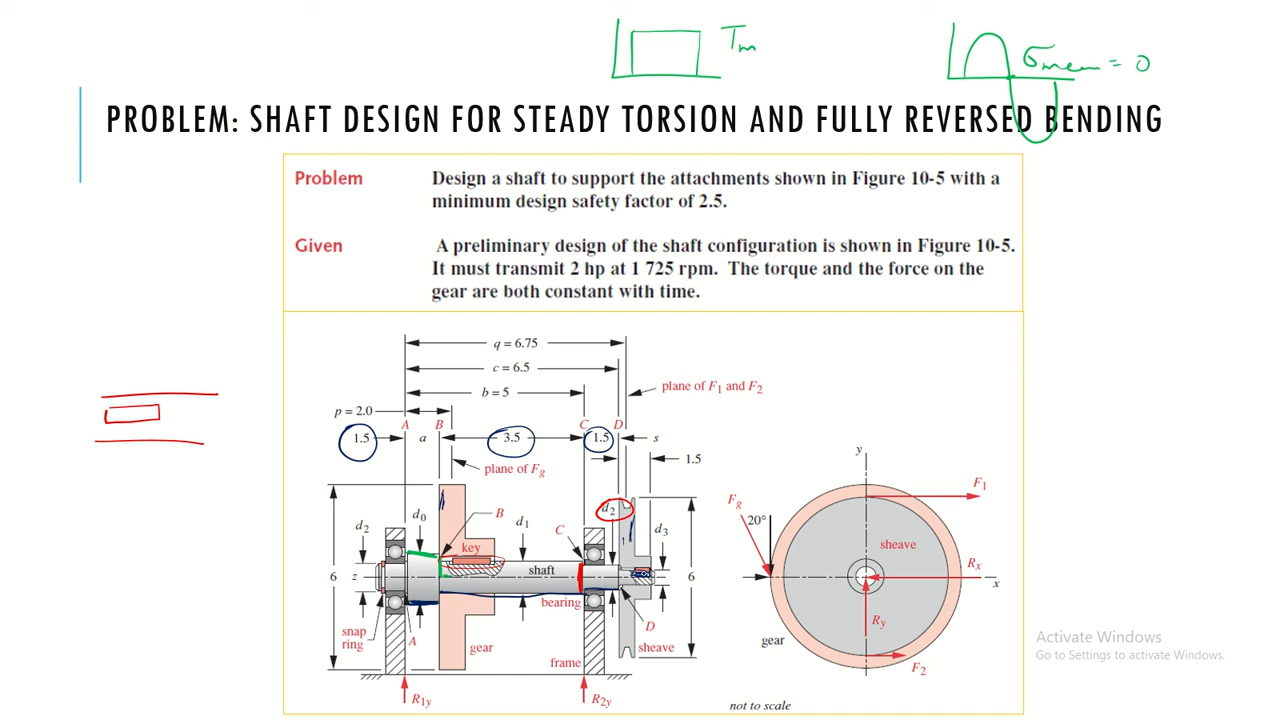 Tm
σmean = 0
PROBLEM: SHAFT DESIGN FOR STEADY TORSION AND FULLY REVERSED BENDING
Problem
Design a shaft to support the attachments shown in Figure 10-5 with a
minimum design safety factor of 2.5.
Given
A preliminary design of the shaft configuration is shown in Figure 10-5.
It must transmit 2 hp at 1 725 rpm. The torque and the force on the
gear are both constant with time.
q = 6.75
c = 6.5
plane of F1 and F2
b = 5
p = 2.0
A B C D
1.5 a 3.5 1.5 s
1.5
plane of Fg
y
F1
Fg
20°
d2 d0 B d1 C d2 d3
key
sheave
Rx
6 z shaft 6
x
bearing
Ry
snap
ring
A
D
gear
frame
sheave
gear
F2
R1y
R2y
not to scale
Activate Windows
Go to Settings to activate Windows.